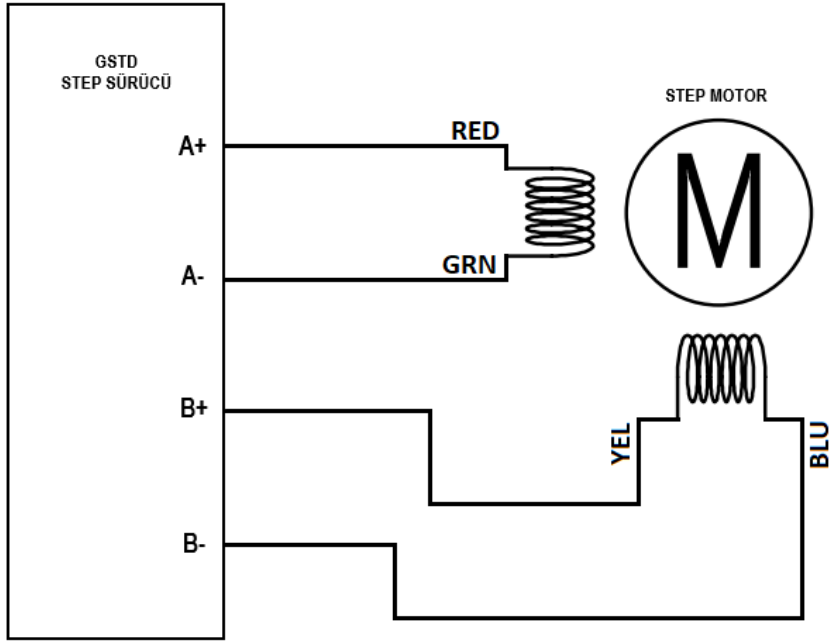 GSTD
STEP SÜRÜCÜ
STEP MOTOR
A+
RED
M
A-
GRN
B+
YEL
BLU
B-